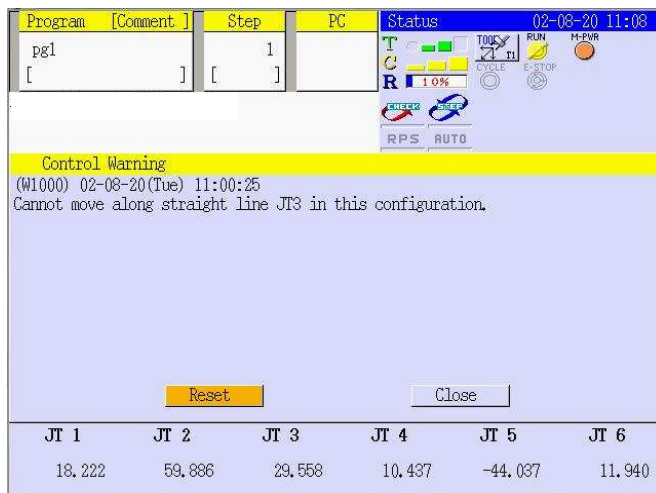 Program [Comment ] Step PC Status 02-08-20 11:08
pg1 1
[ ] [ ]
T TOOL r1 RUN M-PWR
C CYCLE E-STOP
R 10%
CHECK STEP
RPS AUTO
Control Warning
(W1000) 02-08-20(Tue) 11:00:25
Cannot move along straight line JT3 in this configuration.
Reset Close
JT 1 JT 2 JT 3 JT 4 JT 5 JT 6
18.222 59.886 29.558 10.437 -44.037 11.940